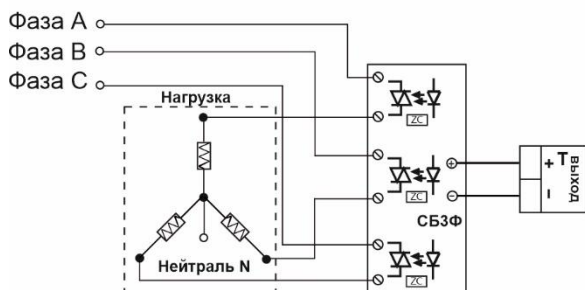 Фаза А
Фаза В
Фаза С
Нагрузка
ZC
+
Т выход
ZC
−
СБ3Ф
Нейтраль N
ZC